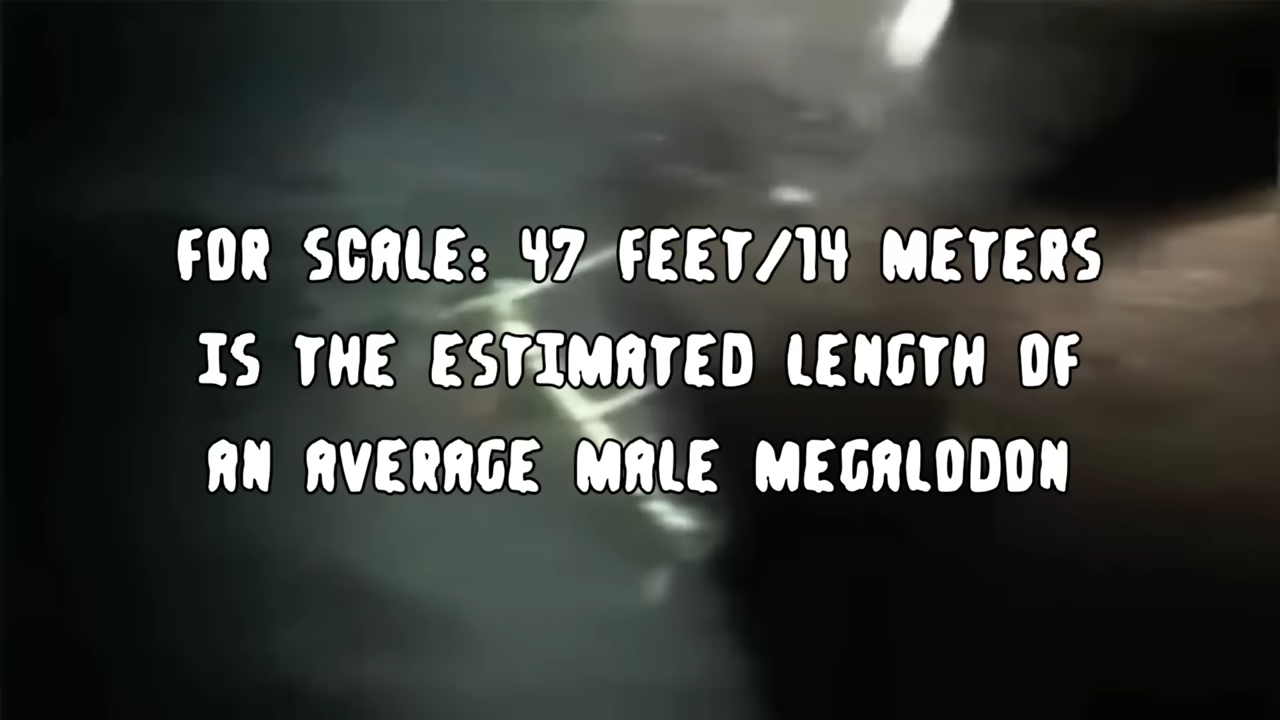 FOR SCALE: 47 FEET/14 METERS
IS THE ESTIMATED LENGTH OF
AN AVERAGE MALE MEGALODON